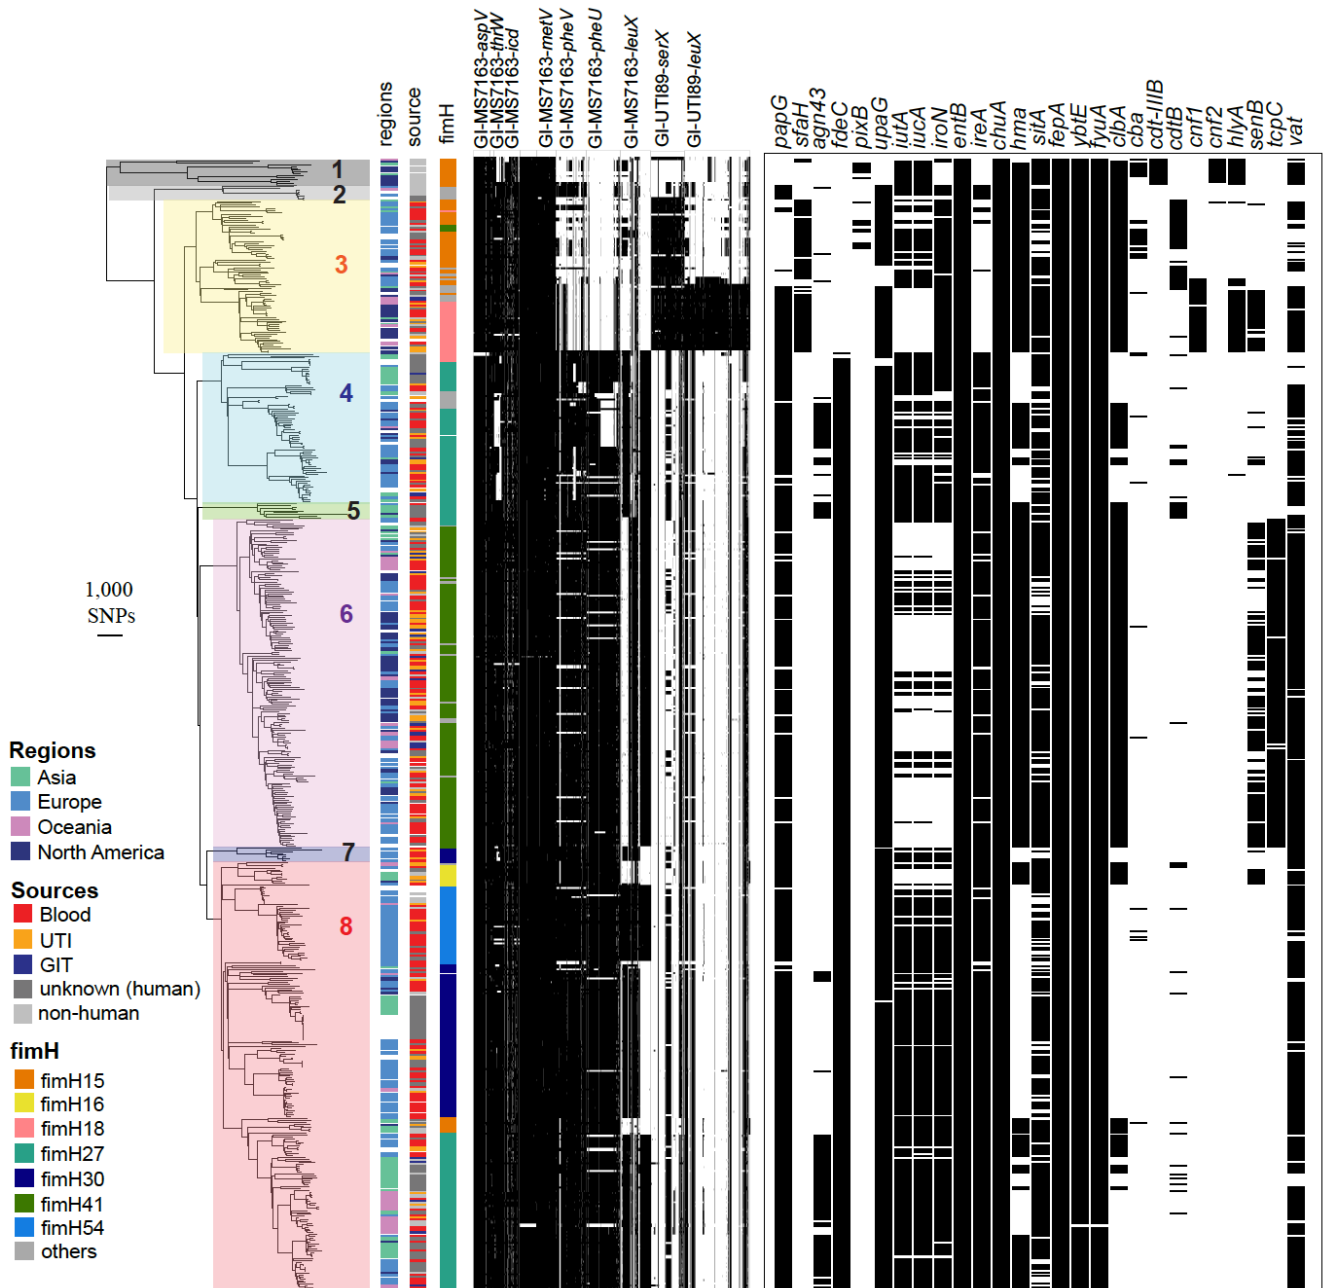 GI-MS7163-aspV
GI-MS7163-thrW
GI-MS7163-icd
GI-MS7163-metV
GI-MS7163-pheV
GI-MS7163-pheU
GI-MS7163-leuX
GI-UTI89-serX
GI-UTI89-leuX
regions
source
fimH
papG
sfaH
agn43
fdeC
pixB
upaG
iutA
iucA
iroN
entB
ireA
chuA
hma
sitA
fepA
ybtE
fyuA
clbA
cba
cdt-IIIB
cdtB
cnf1
cnf2
hlyA
senB
tcpC
vat
1
2
3
4
5
6
7
8
1,000
SNPs
Regions
Asia
Europe
Oceania
North America
Sources
Blood
UTI
GIT
unknown (human)
non-human
fimH
fimH15
fimH16
fimH18
fimH27
fimH30
fimH41
fimH54
others